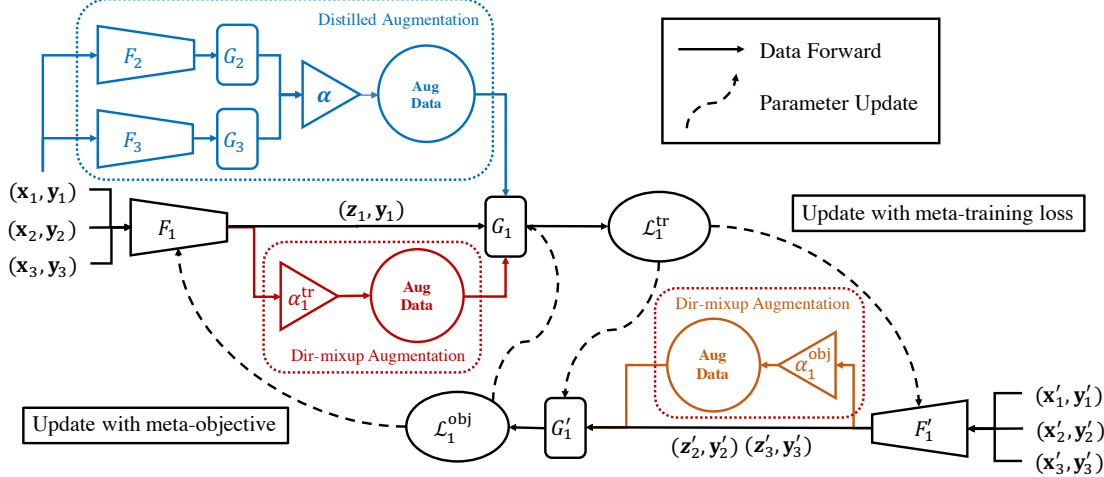 Distilled Augmentation
F₂
G₂
α
Aug
Data
F₃
G₃
Data Forward
Parameter Update
(x₁, y₁)
(x₂, y₂)
(x₃, y₃)
F₁
(z₁, y₁)
G₁
ℒ₁ᵗʳ
Update with meta-training loss
α₁ᵗʳ
Aug
Data
Dir-mixup Augmentation
Dir-mixup Augmentation
Aug
Data
α₁ᵒᵇʲ
Update with meta-objective
ℒ₁ᵒᵇʲ
G₁′
(z₂′, y₂′) (z₃′, y₃′)
F₁′
(x₁′, y₁′)
(x₂′, y₂′)
(x₃′, y₃′)